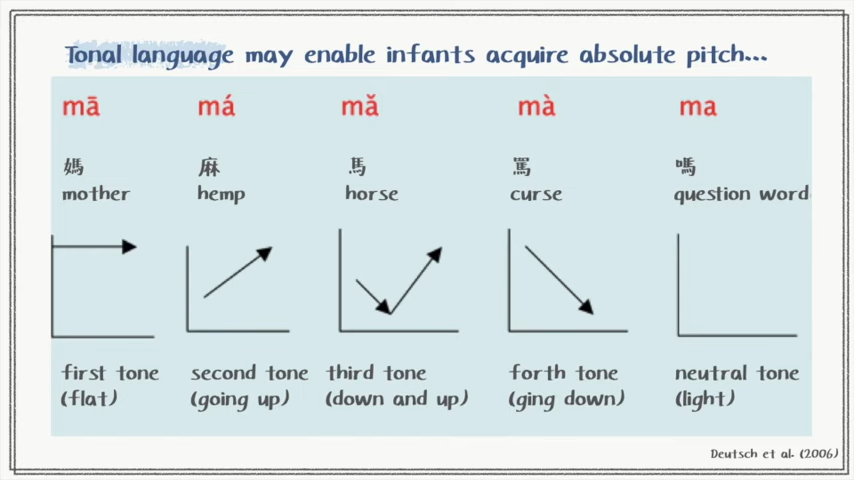 Tonal language may enable infants acquire absolute pitch...
mā má mǎ mà ma
媽 麻 馬 罵 嗎
mother hemp horse curse question word
first tone second tone third tone forth tone neutral tone
(flat) (going up) (down and up) (ging down) (light)
Deutsch et al. (2006)